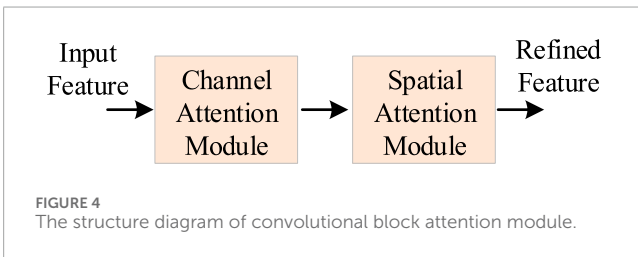 Input
Feature
Channel
Attention
Module
Spatial
Attention
Module
Refined
Feature
FIGURE 4
The structure diagram of convolutional block attention module.